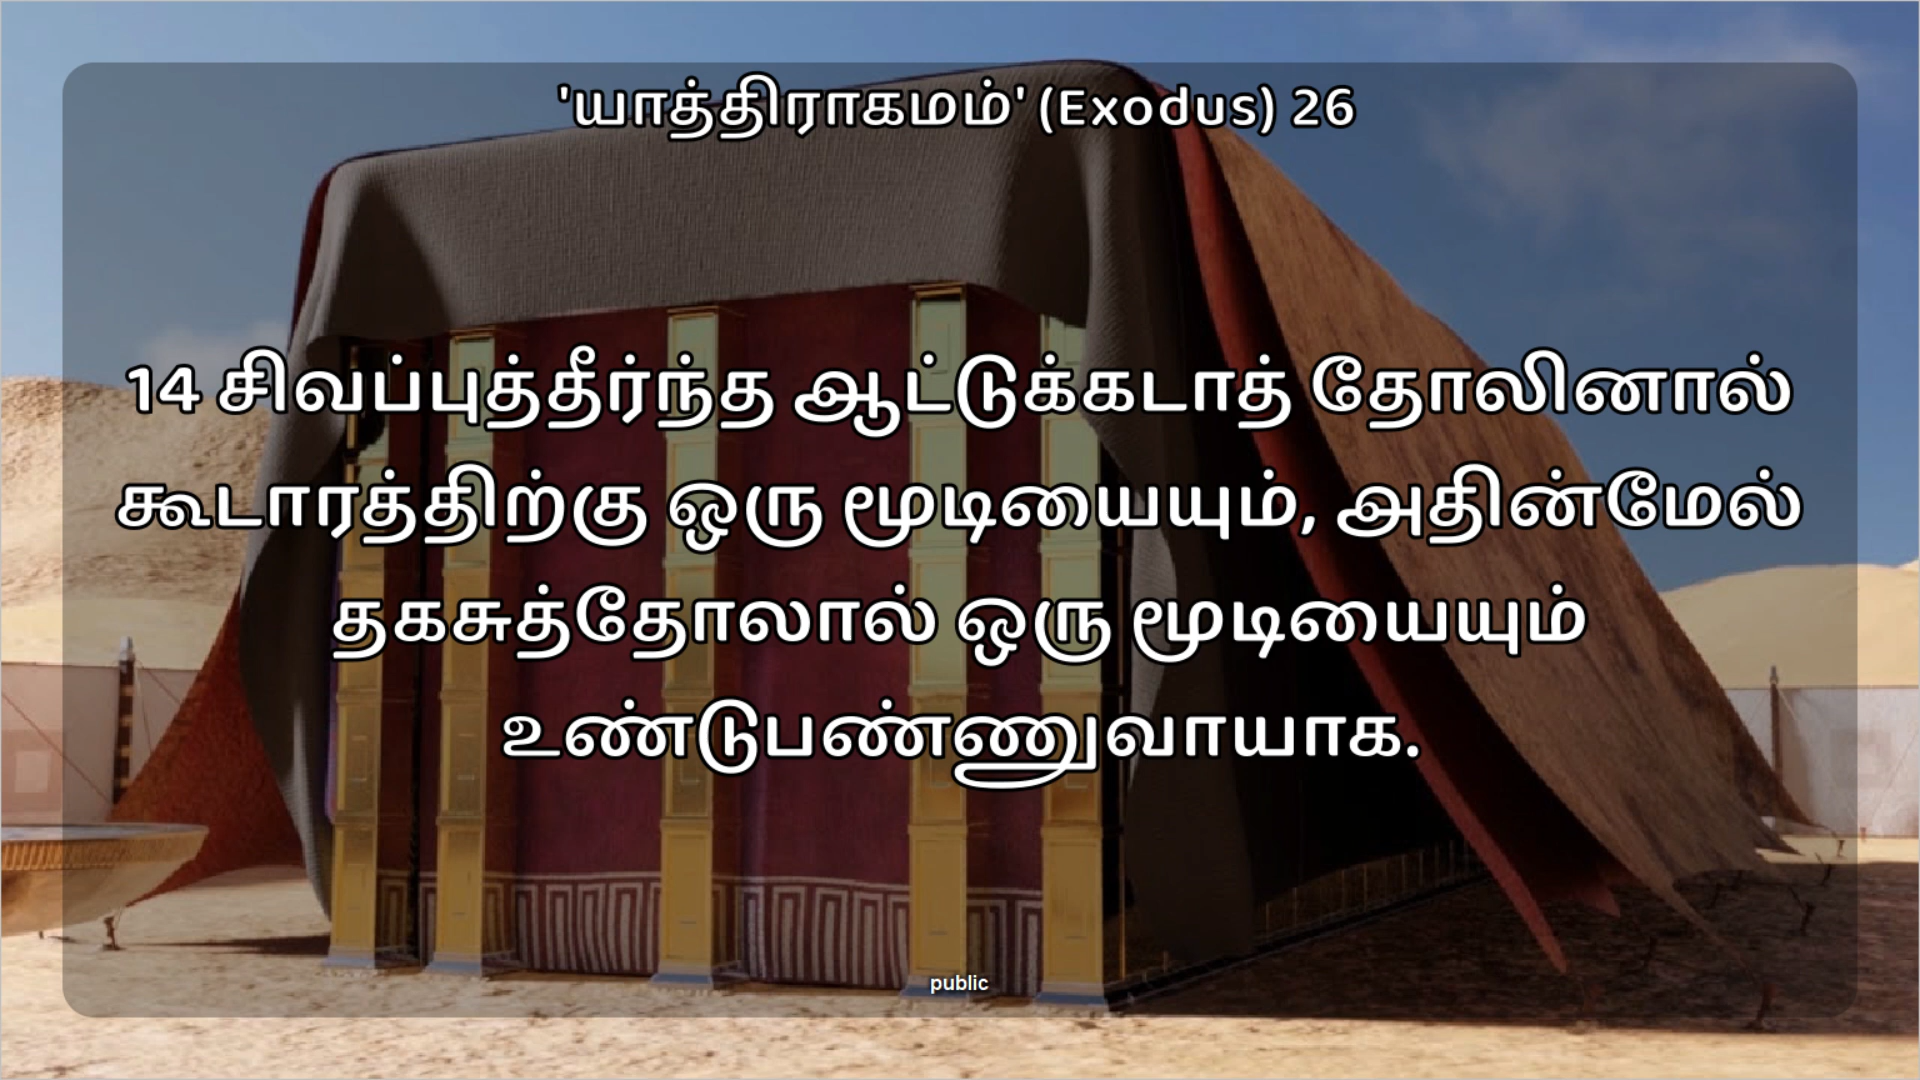 'யாத்திராகமம்' (Exodus) 26
14 சிவப்புத்தீர்ந்த ஆட்டுக்கடாத் தோலினால்
கூடாரத்திற்கு ஒரு மூடியையும், அதின்மேல்
தகசுத்தோலால் ஒரு மூடியையும்
உண்டுபண்ணுவாயாக.
public